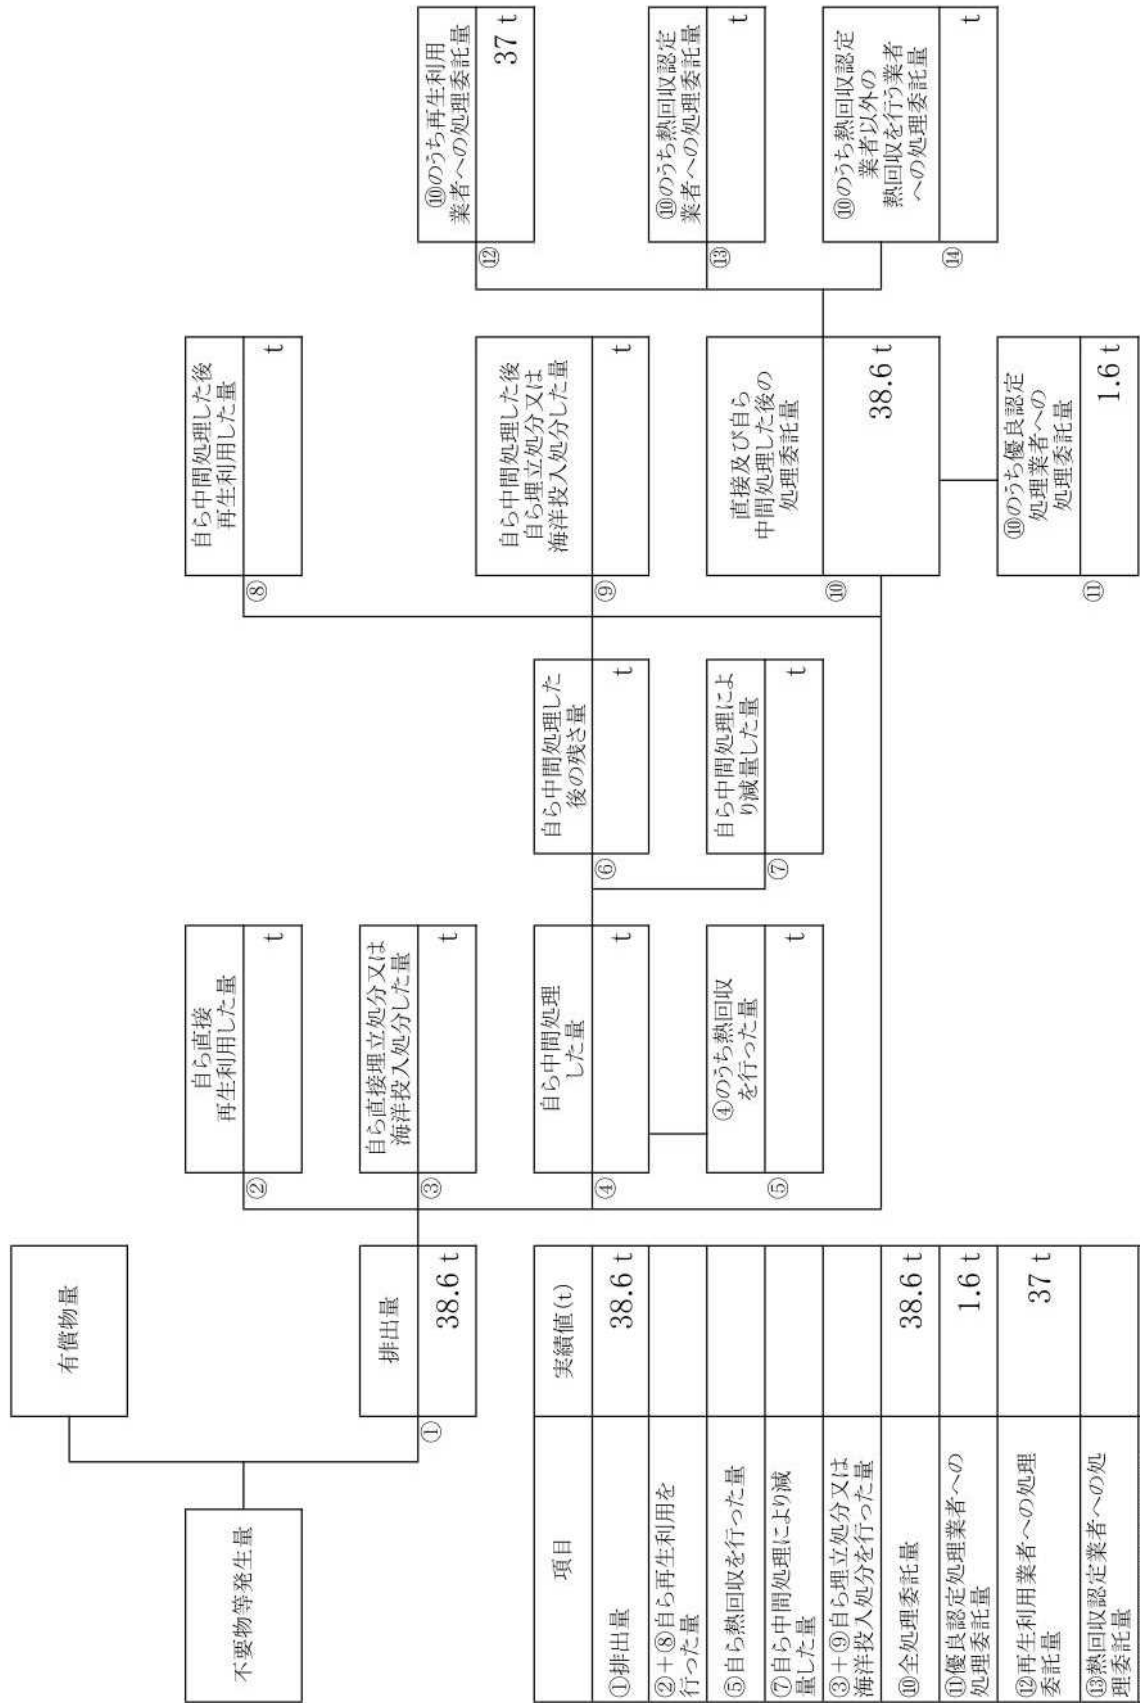 不要物等発生量
有償物量
排出量
①
38.6 t
自ら直接
再生利用した量
②
t
自ら直接埋立処分又は
海洋投入処分した量
③
t
自ら中間処理
した量
④
t
④のうち熱回収
を行った量
⑤
t
自ら中間処理した
後の残さ量
⑥
t
自ら中間処理によ
り減量した量
⑦
t
自ら中間処理した後
再生利用した量
⑧
t
自ら中間処理した後
自ら埋立処分又は
海洋投入処分した量
⑨
t
直接及び自ら
中間処理した後の
処理委託量
⑩
38.6 t
⑩のうち優良認定
処理業者への
処理委託量
⑪
1.6 t
⑩のうち再生利用
業者への処理委託量
⑫
37 t
⑩のうち熱回収認定
業者への処理委託量
⑬
t
⑩のうち熱回収認定
業者以外の
熱回収を行う業者
への処理委託量
⑭
t
項目
実績値(t)
①排出量
38.6 t
②+⑧自ら再生利用を
行った量
⑤自ら熱回収を行った量
⑦自ら中間処理により減
量した量
③+⑨自ら埋立処分又は
海洋投入処分を行った量
⑩全処理委託量
38.6 t
⑪優良認定処理業者への
処理委託量
1.6 t
⑫再生利用業者への処理
委託量
37 t
⑬熱回収認定業者への処
理委託量